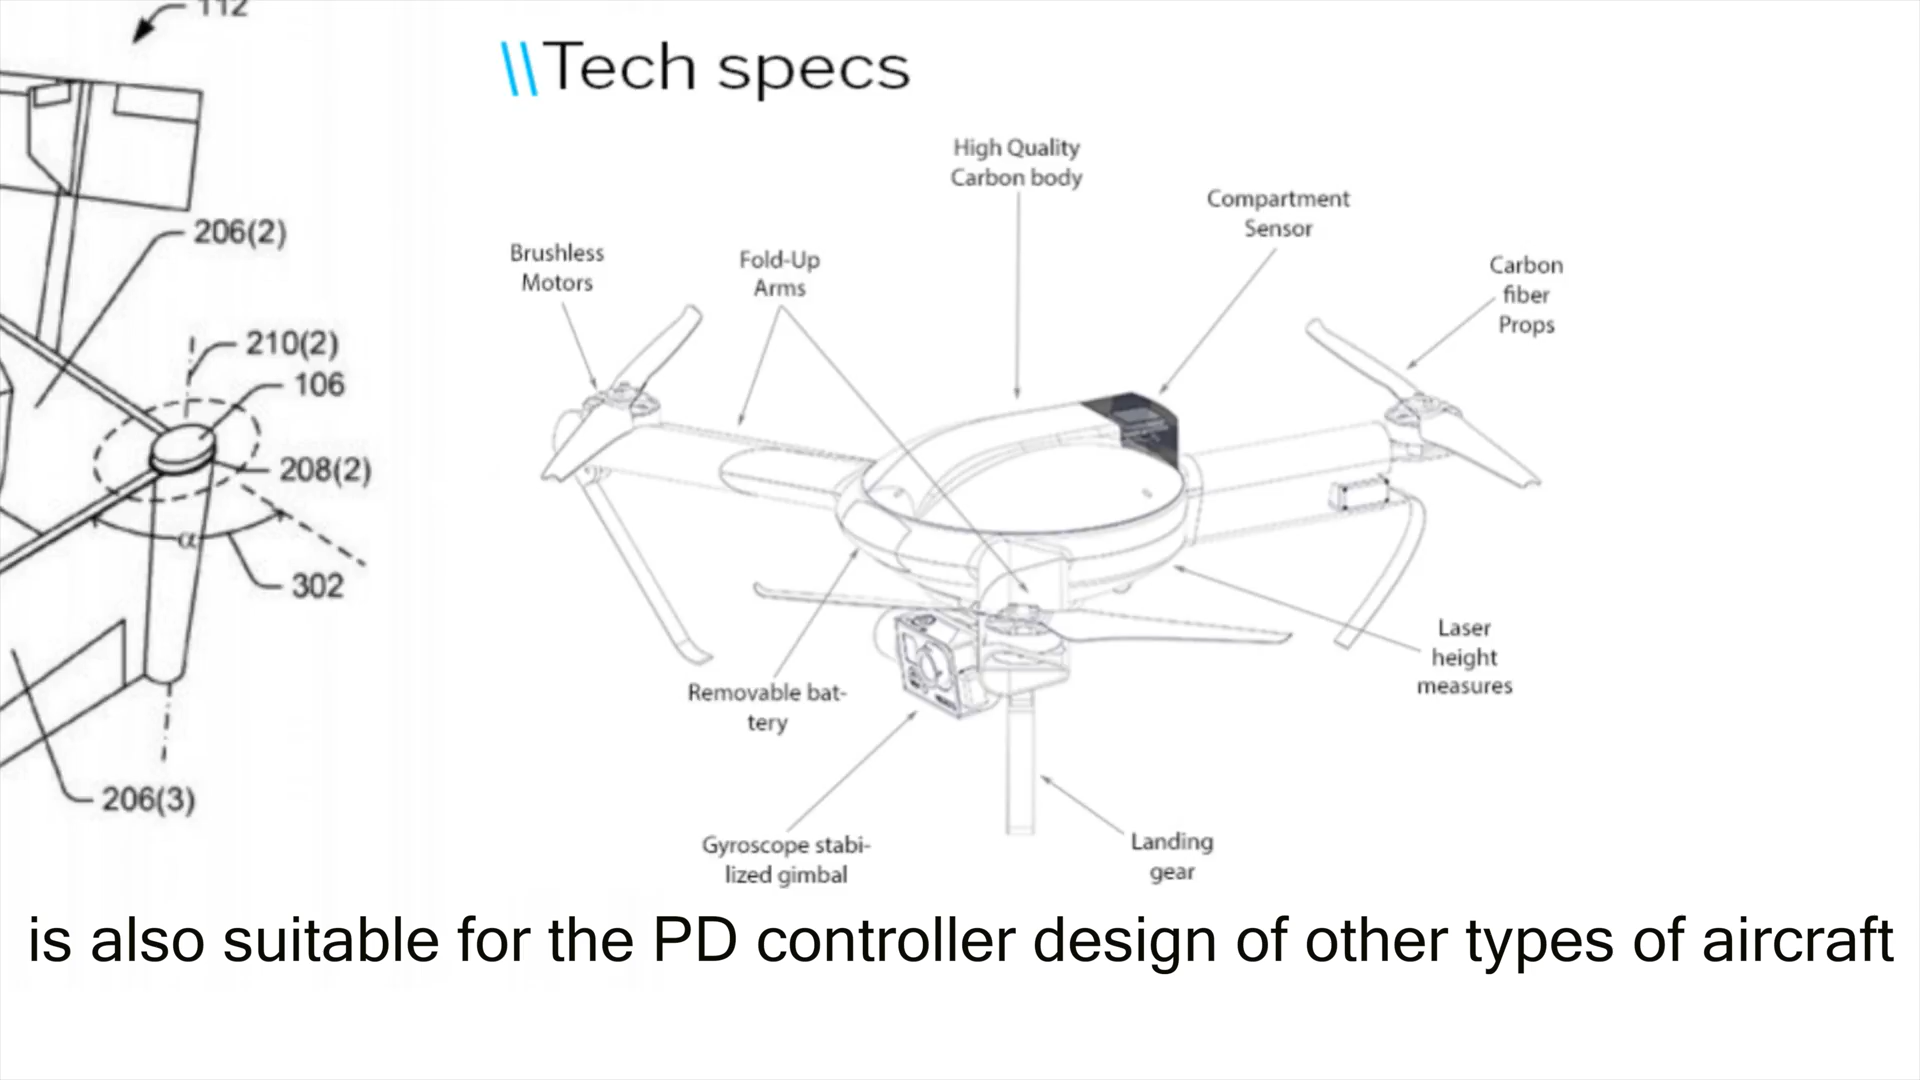 112
206(2)
210(2)
106
208(2)
α
302
206(3)
\\Tech specs
High Quality
Carbon body
Compartment
Sensor
Brushless
Motors
Fold-Up
Arms
Carbon
fiber
Props
Laser
height
measures
Removable bat-
tery
Gyroscope stabi-
lized gimbal
Landing
gear
is also suitable for the PD controller design of other types of aircraft